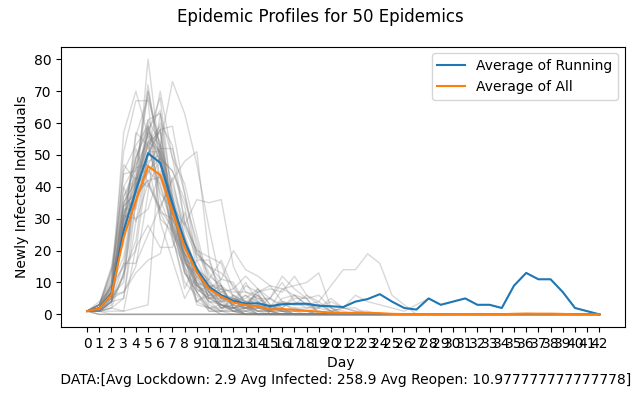 Epidemic Profiles for 50 Epidemics
Average of Running
Average of All
80
70
60
50
40
30
20
10
0
Newly Infected Individuals
0 1 2 3 4 5 6 7 8 9 10 11 12 13 14 15 16 17 18 19 20 21 22 23 24 25 26 27 28 29 30 31 32 33 34 35 36 37 38 39 40 41 42
Day
DATA:[Avg Lockdown: 2.9 Avg Infected: 258.9 Avg Reopen: 10.977777777777778]